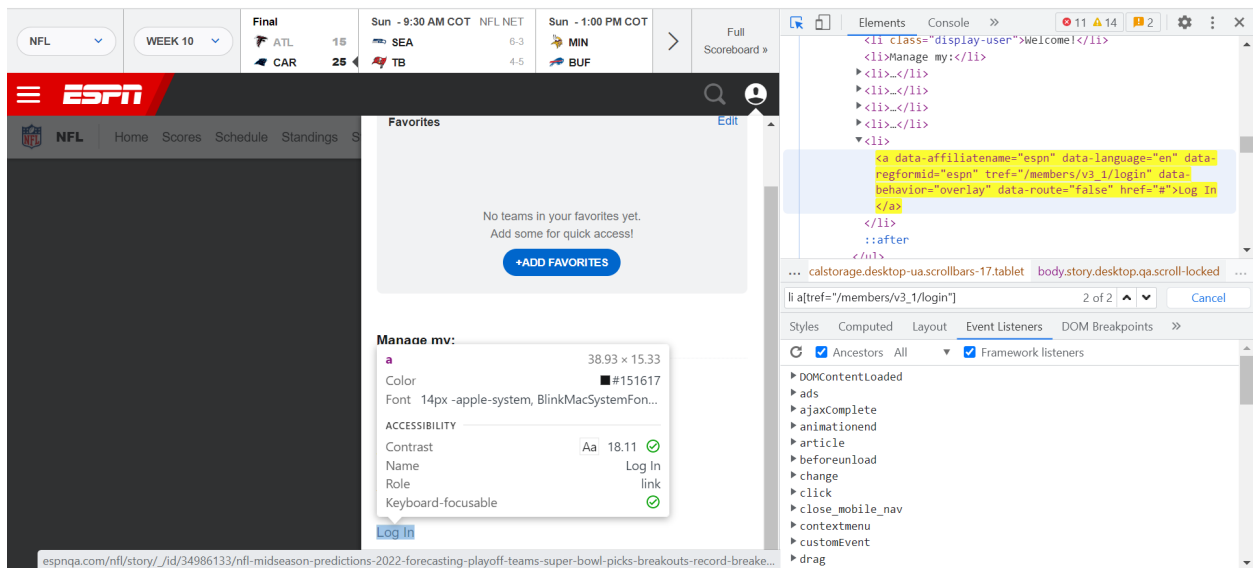 NFL
WEEK 10
Final
ATL 15
CAR 25
Sun - 9:30 AM COT NFL NET
SEA 6-3
TB 4-5
Sun - 1:00 PM COT
MIN
BUF
Full
Scoreboard »
ESPN
NFL Home Scores Schedule Standings S
Favorites Edit
No teams in your favorites yet.
Add some for quick access!
+ADD FAVORITES
Manage my:
a 38.93 × 15.33
Color #151617
Font 14px -apple-system, BlinkMacSystemFon...
ACCESSIBILITY
Contrast Aa 18.11
Name Log In
Role link
Keyboard-focusable
Log In
espnqa.com/nfl/story/_/id/34986133/nfl-midseason-predictions-2022-forecasting-playoff-teams-super-bowl-picks-breakouts-record-breake...
Elements Console » 11 14 2
<li class="display-user">Welcome!</li>
<li>Manage my:</li>
<li>…</li>
<li>…</li>
<li>…</li>
<li>…</li>
<li>
<a data-affiliatename="espn" data-language="en" data-
regformid="espn" tref="/members/v3_1/login" data-
behavior="overlay" data-route="false" href="#">Log In
</a>
</li>
::after
</ul>
... calstorage.desktop-ua.scrollbars-17.tablet body.story.desktop.qa.scroll-locked ...
li a[tref="/members/v3_1/login"] 2 of 2 Cancel
Styles Computed Layout Event Listeners DOM Breakpoints »
Ancestors All Framework listeners
DOMContentLoaded
ads
ajaxComplete
animationend
article
beforeunload
change
click
close_mobile_nav
contextmenu
customEvent
drag